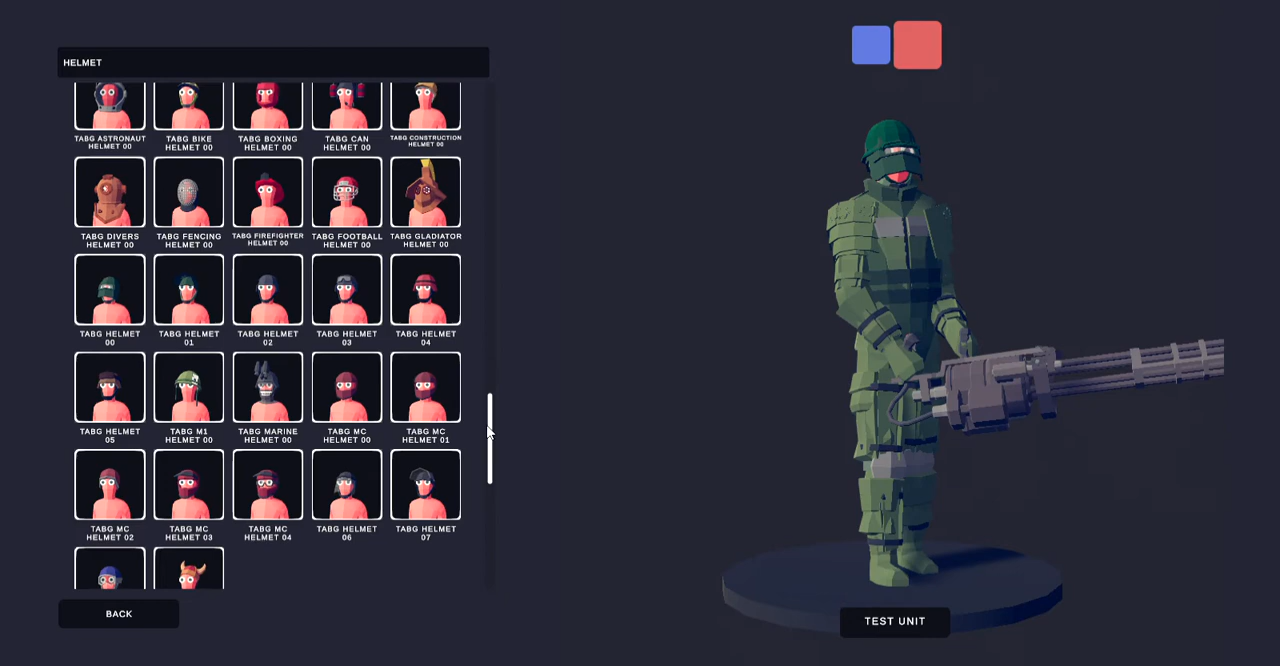 HELMET
TABG ASTRONAUT
HELMET 00
TABG BIKE
HELMET 00
TABG BOXING
HELMET 00
TABG CAN
HELMET 00
TABG CONSTRUCTION
HELMET 00
TABG DIVERS
HELMET 00
TABG FENCING
HELMET 00
TABG FIREFIGHTER
HELMET 00
TABG FOOTBALL
HELMET 00
TABG GLADIATOR
HELMET 00
TABG HELMET
00
TABG HELMET
01
TABG HELMET
02
TABG HELMET
03
TABG HELMET
04
TABG HELMET
05
TABG M1
HELMET 00
TABG MARINE
HELMET 00
TABG MC
HELMET 00
TABG MC
HELMET 01
TABG MC
HELMET 02
TABG MC
HELMET 03
TABG MC
HELMET 04
TABG HELMET
06
TABG HELMET
07
BACK
TEST UNIT